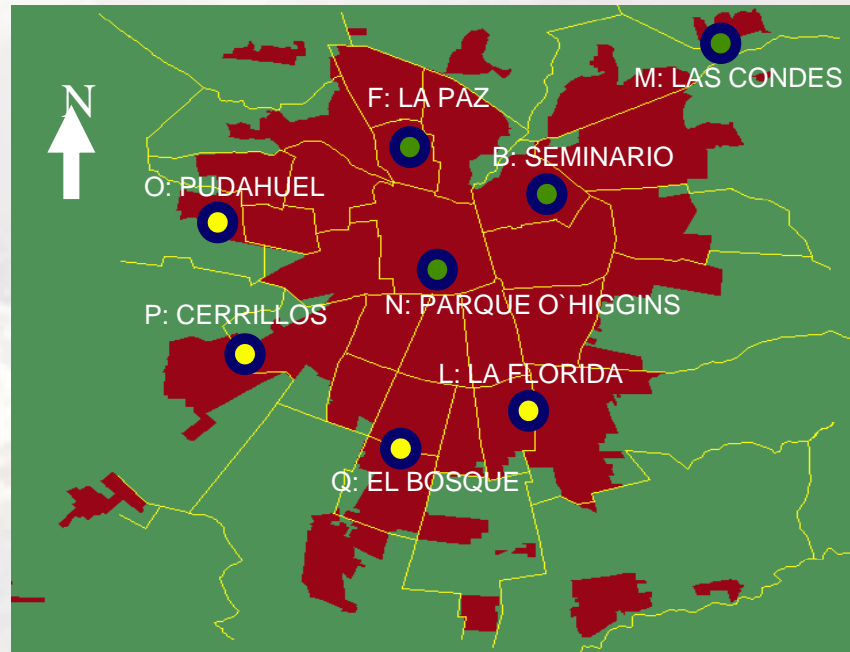 M: LAS CONDES
N
F: LA PAZ
B: SEMINARIO
O: PUDAHUEL
N: PARQUE O`HIGGINS
P: CERRILLOS
L: LA FLORIDA
Q: EL BOSQUE